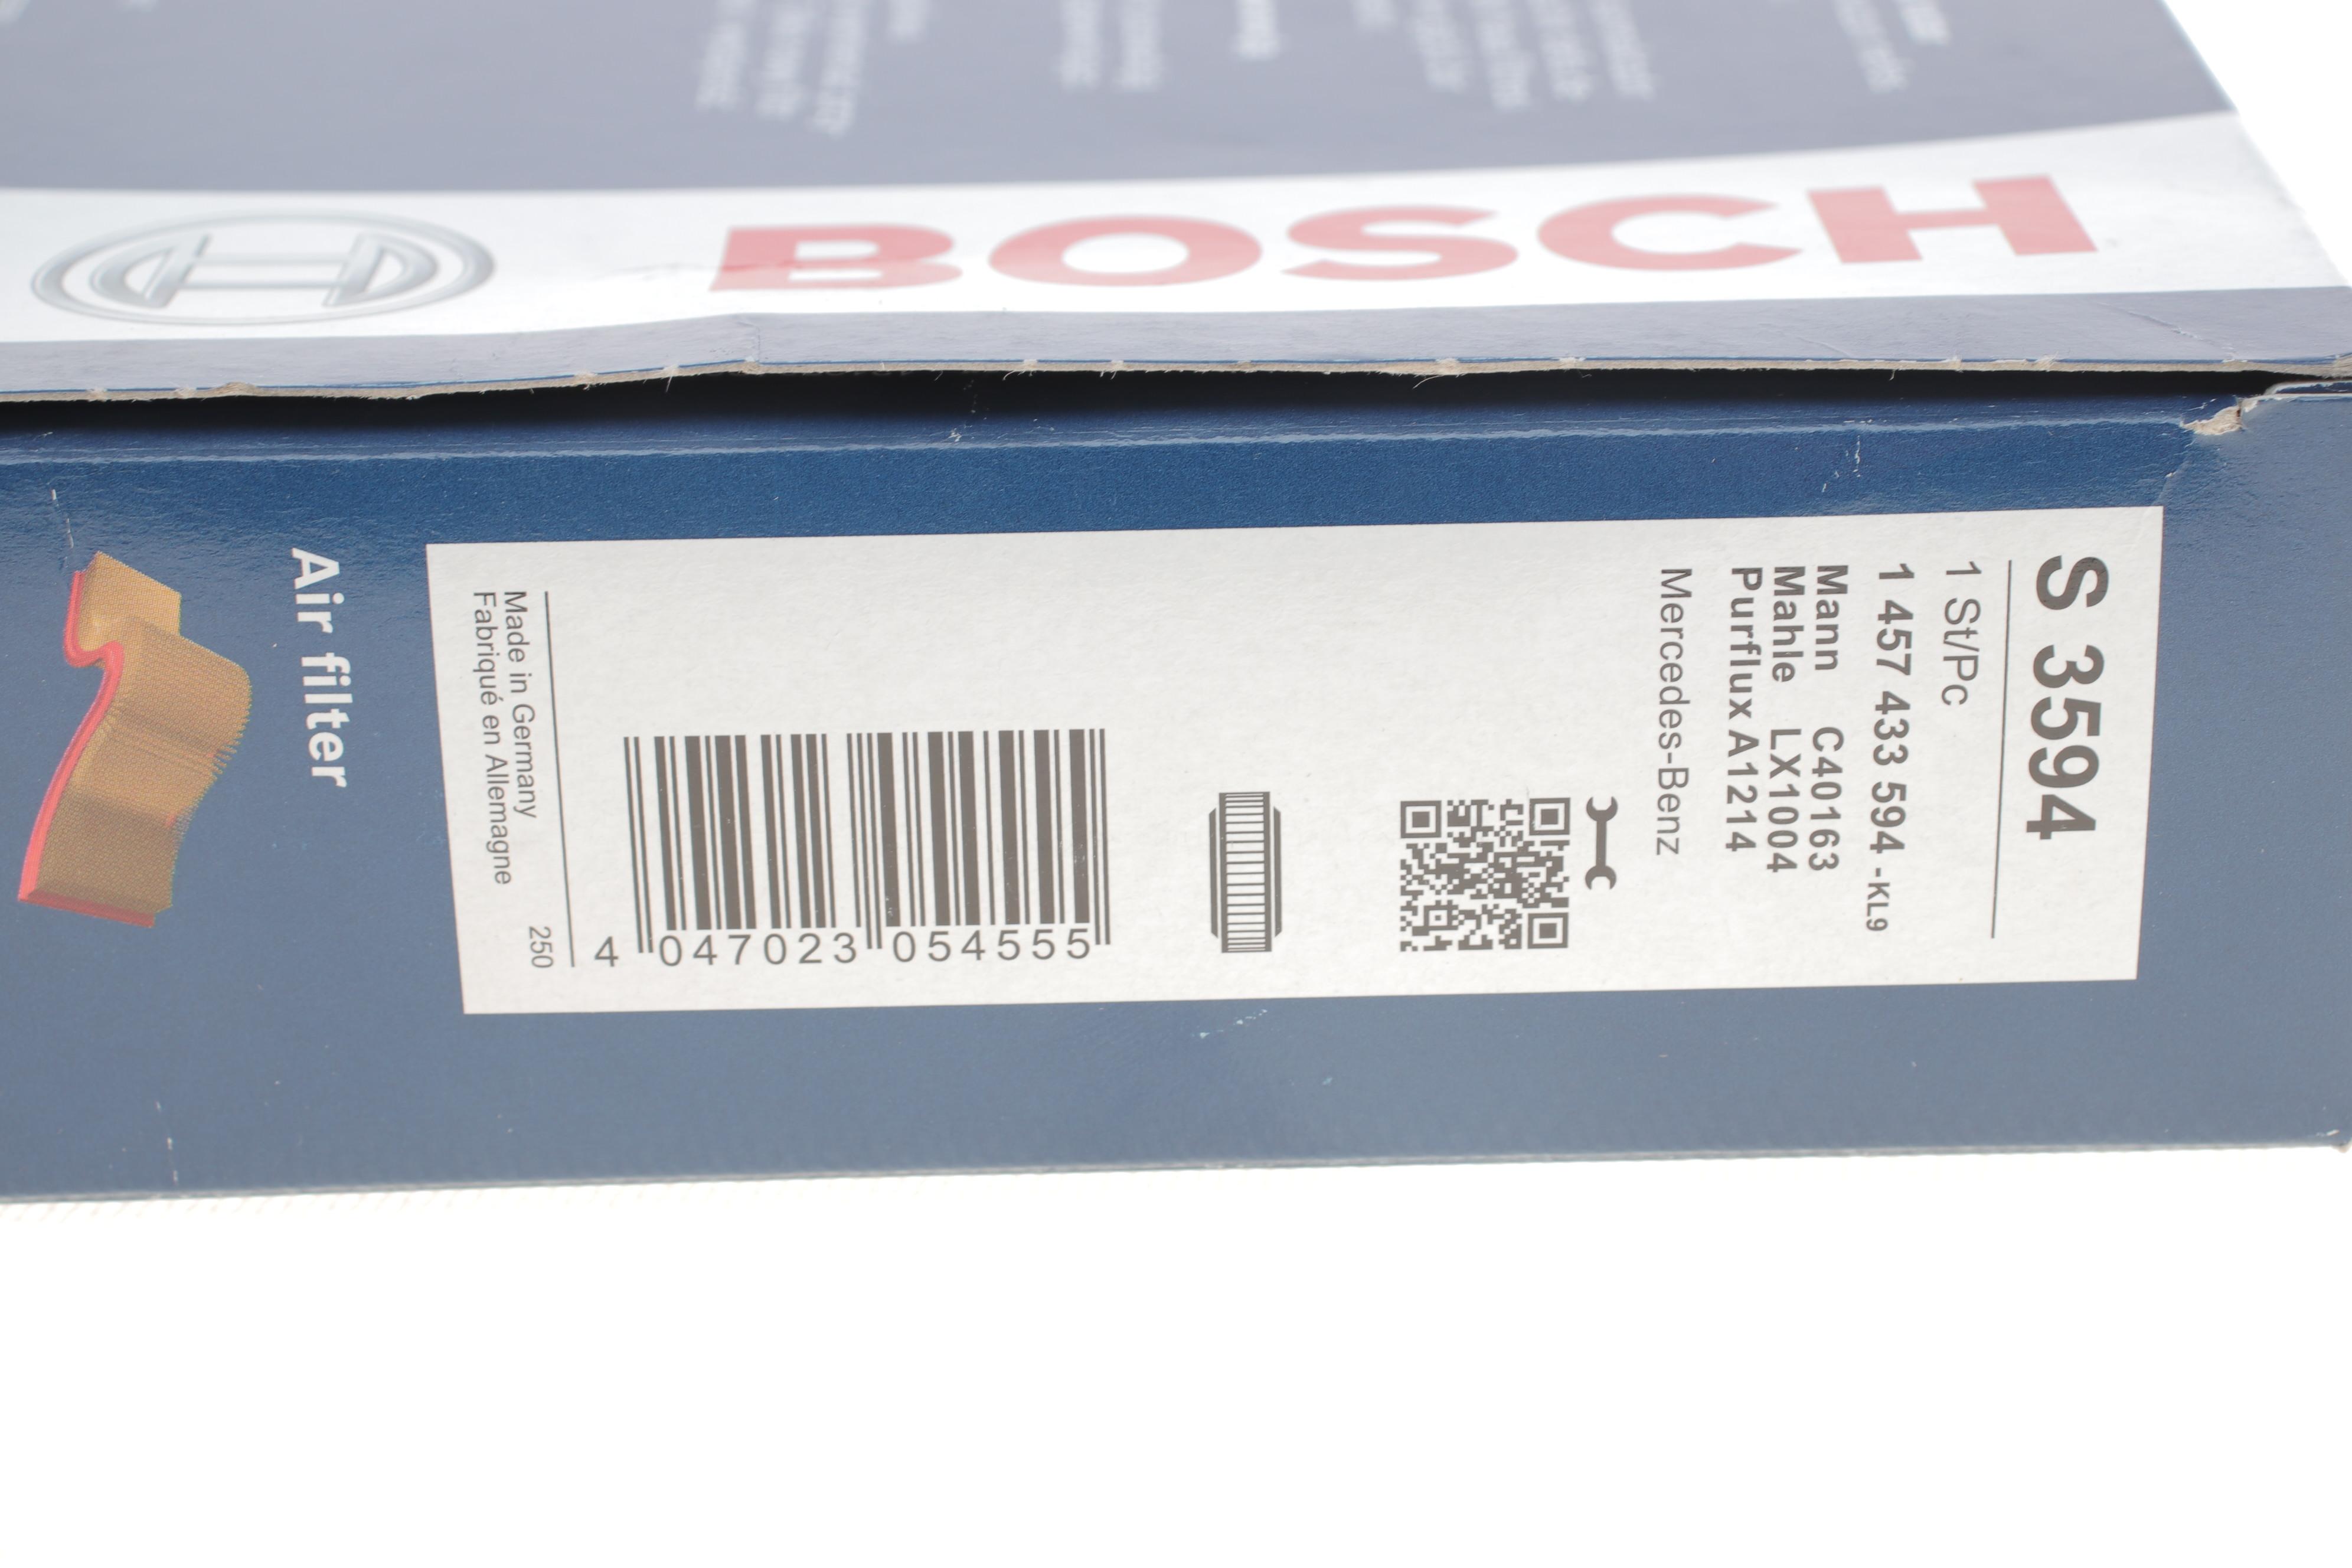 BOSCH
S 3594
1 St/Pc
1 457 433 594 -KL9
Mann C40163
Mahle LX1004
Purflux A1214
Mercedes-Benz
4 047023 054555
250
Made in Germany
Fabriqué en Allemagne
Air filter